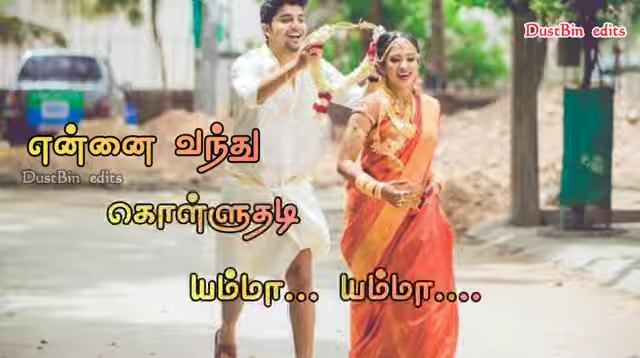 DustBin edits
என்னை வந்து
DustBin edits
கொள்ளுதடி
யம்மா... யம்மா....